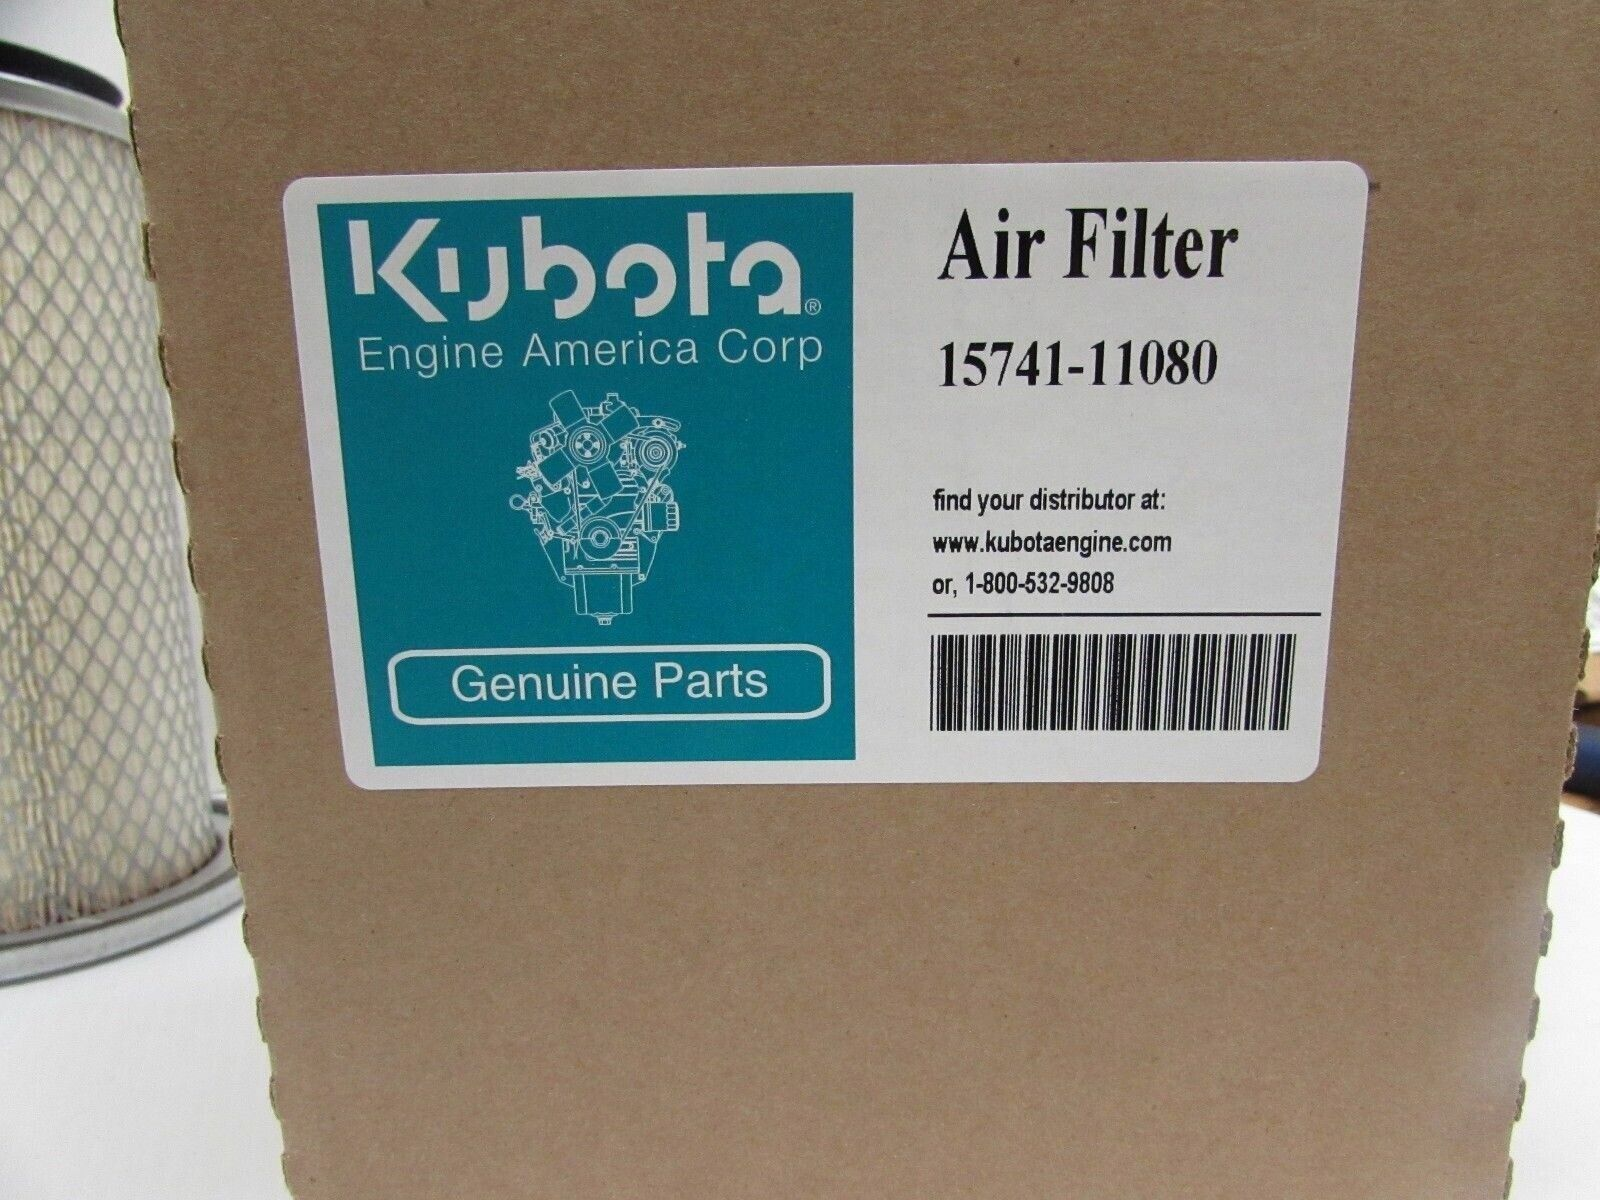 Kubota®
Engine America Corp
Genuine Parts
Air Filter
15741-11080
find your distributor at:
www.kubotaengine.com
or, 1-800-532-9808